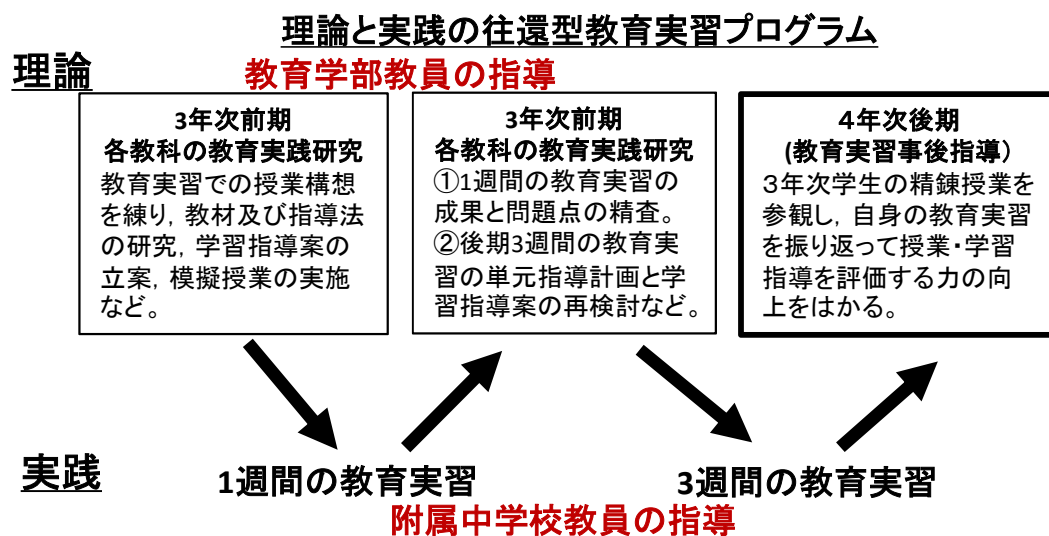 理論と実践の往還型教育実習プログラム
理論
教育学部教員の指導
3年次前期
各教科の教育実践研究
教育実習での授業構想
を練り，教材及び指導法
の研究，学習指導案の
立案，模擬授業の実施
など。
3年次前期
各教科の教育実践研究
①1週間の教育実習の
成果と問題点の精査。
②後期3週間の教育実
習の単元指導計画と学
習指導案の再検討など。
４年次後期
(教育実習事後指導）
３年次学生の精錬授業を
参観し，自身の教育実習
を振り返って授業・学習
指導を評価する力の向
上をはかる。
実践
1週間の教育実習
3週間の教育実習
附属中学校教員の指導